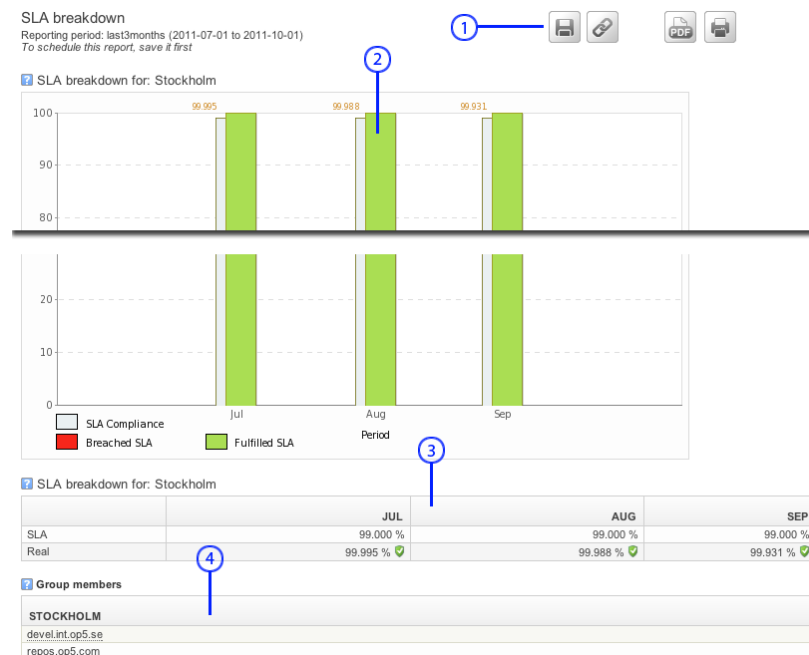 SLA breakdown
Reporting period: last3months (2011-07-01 to 2011-10-01)
To schedule this report, save it first
1
PDF
2
? SLA breakdown for: Stockholm
99.995 99.988 99.931
100
90
80
20
10
0
Jul Aug Sep
SLA Compliance
Breached SLA Fulfilled SLA
Period
3
? SLA breakdown for: Stockholm
JUL AUG SEP
SLA 99.000 % 99.000 % 99.000 %
Real 99.995 % 99.988 % 99.931 %
4
? Group members
STOCKHOLM
devel.int.op5.se
repos.op5.com